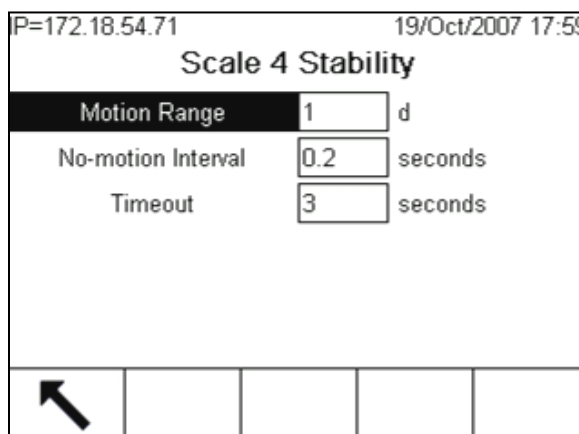 IP=172.18.54.71 19/Oct/2007 17:59
Scale 4 Stability
Motion Range 1 d
No-motion Interval 0.2 seconds
Timeout 3 seconds